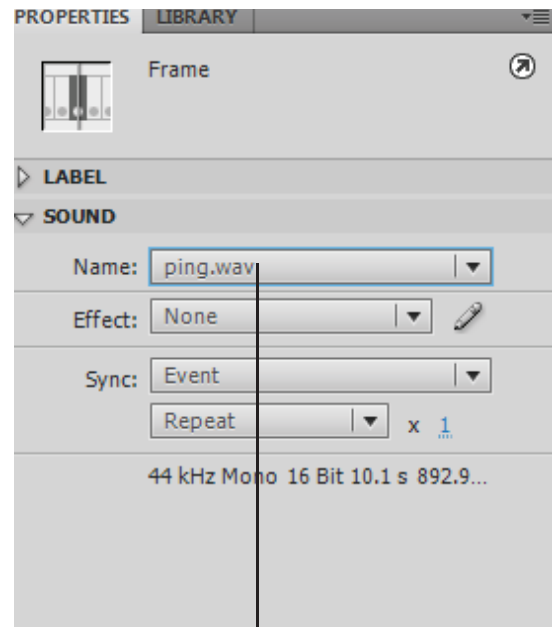 PROPERTIES LIBRARY
Frame
LABEL
SOUND
Name: ping.wav
Effect: None
Sync: Event
Repeat x 1
44 kHz Mono 16 Bit 10.1 s 892.9...